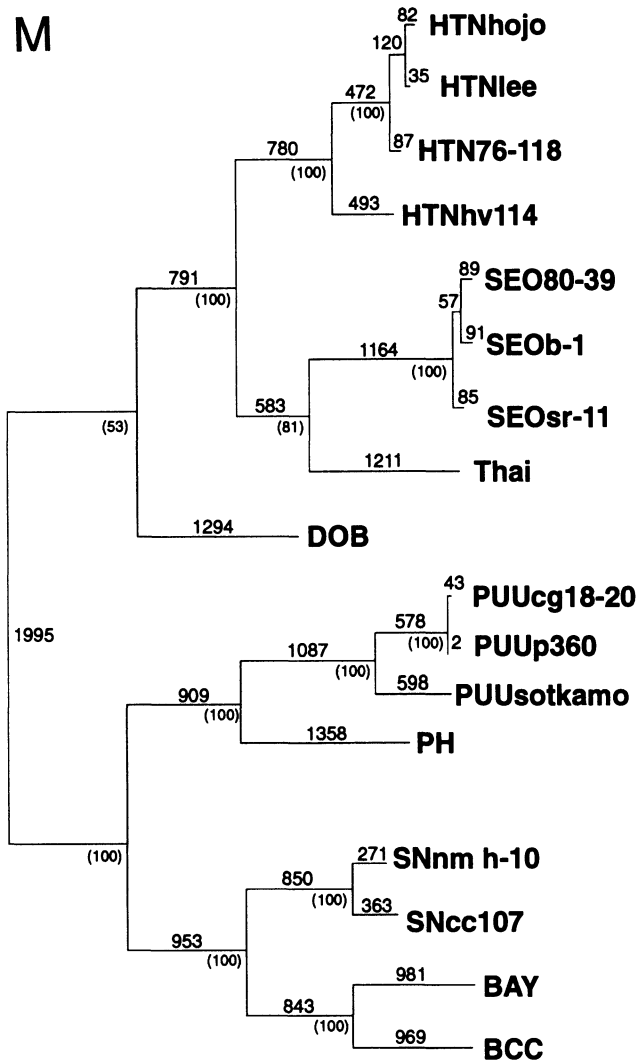 M
82
HTNhojo
120
35
HTNlee
472
(100)
87
HTN76-118
780
(100)
493
HTNhv114
791
(100)
89
SEO80-39
57
91
SEOb-1
1164
(100)
85
SEOsr-11
583
(81)
1211
Thai
(53)
1294
DOB
1995
43
PUUcg18-20
578
(100)
2
PUUp360
1087
(100)
598
PUUsotkamo
909
(100)
1358
PH
(100)
271
SNnm h-10
850
(100)
363
SNcc107
953
(100)
981
BAY
843
(100)
969
BCC